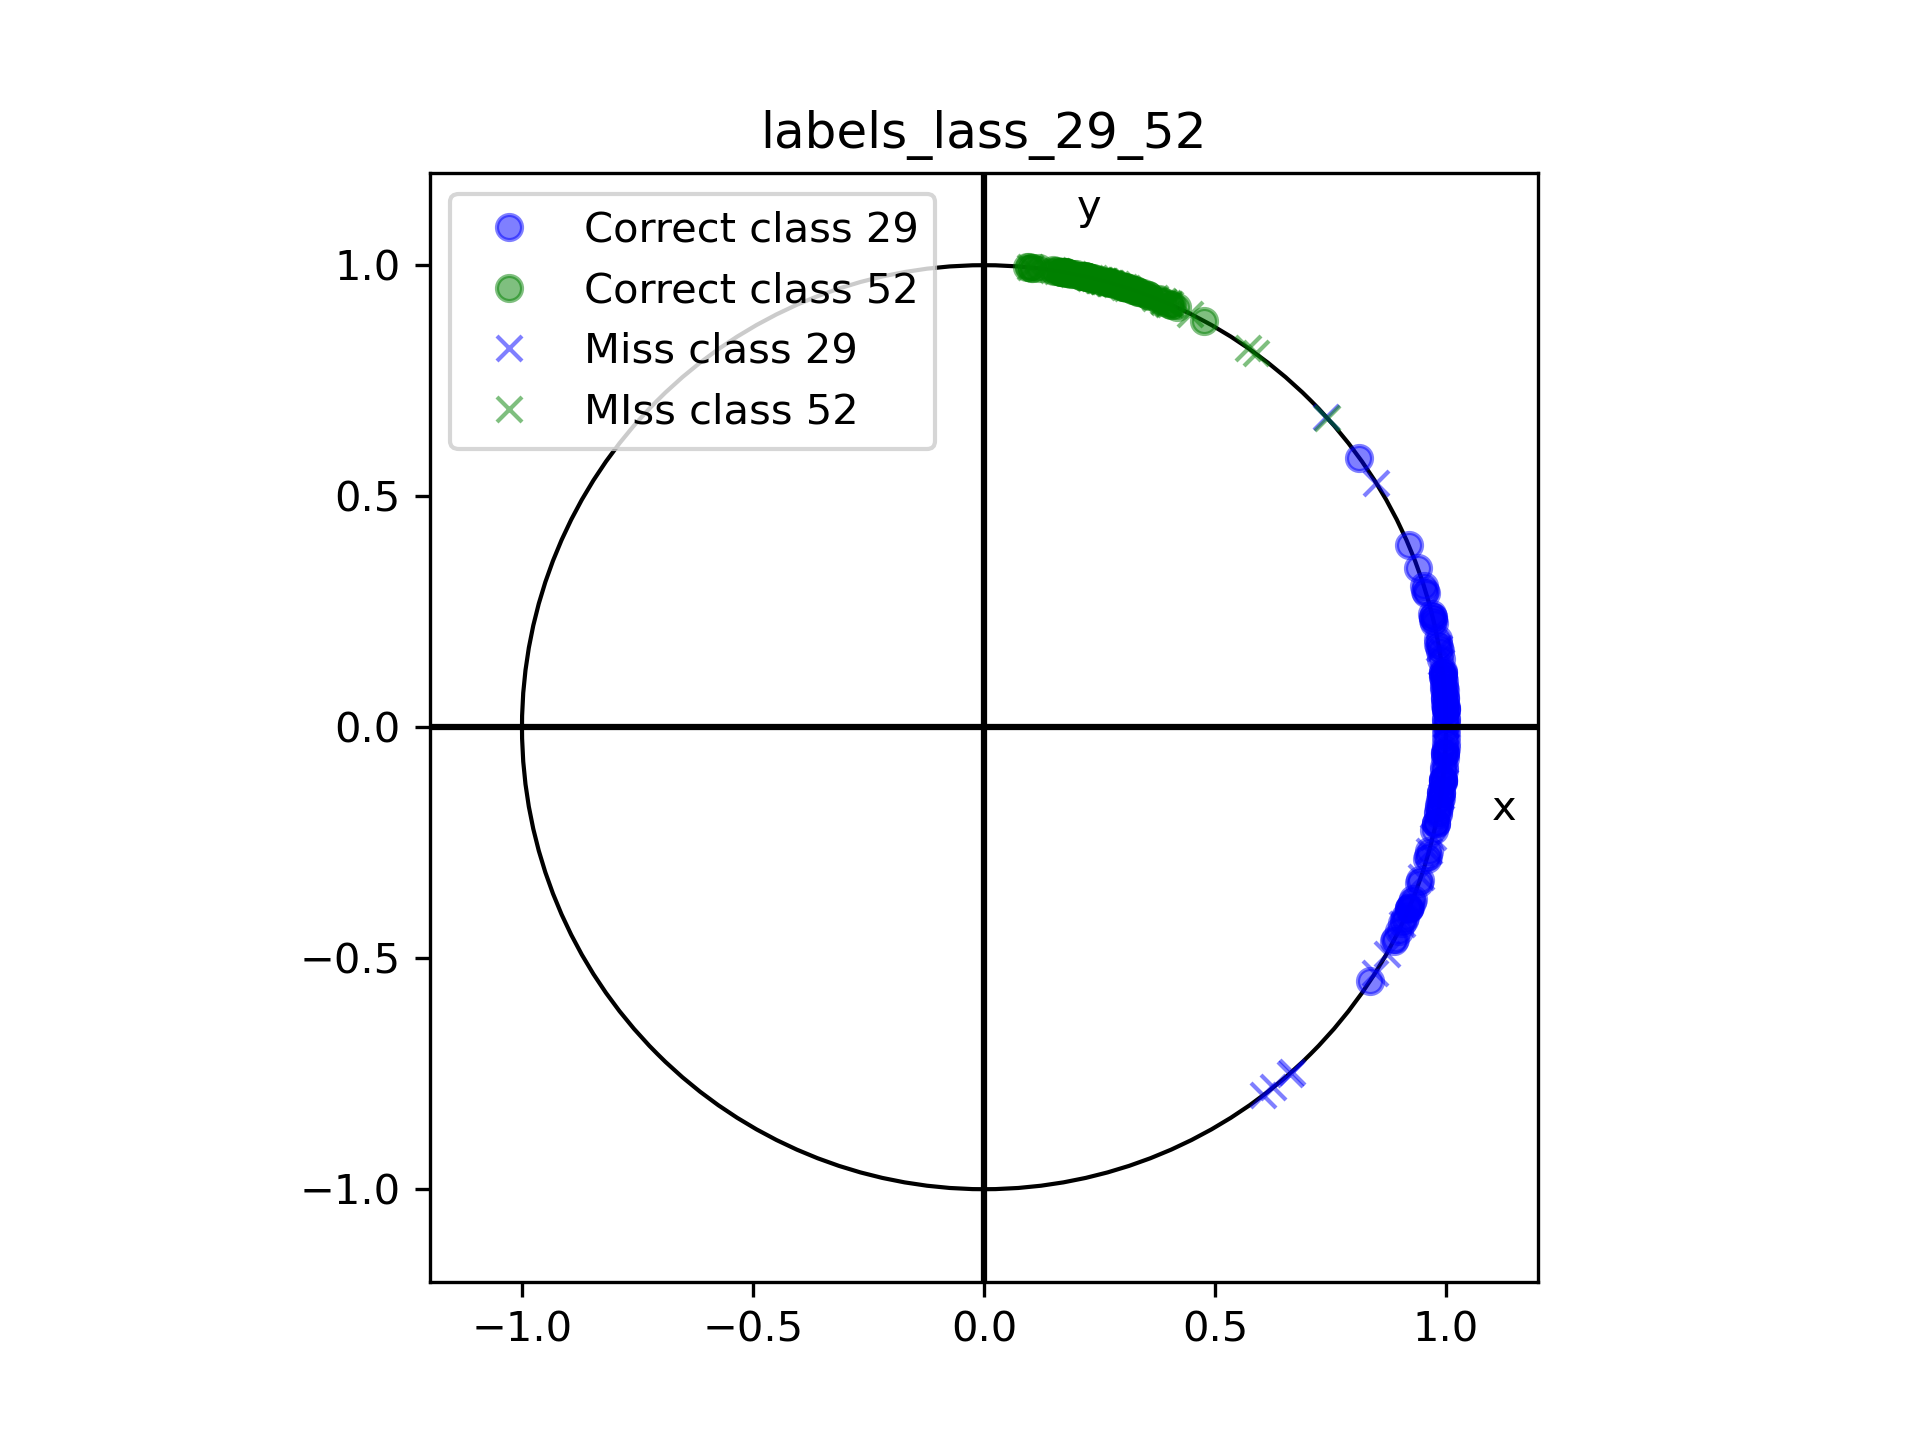 labels_lass_29_52
Correct class 29
Correct class 52
Miss class 29
MIss class 52
y
x
1.0
0.5
0.0
−0.5
−1.0
−1.0 −0.5 0.0 0.5 1.0